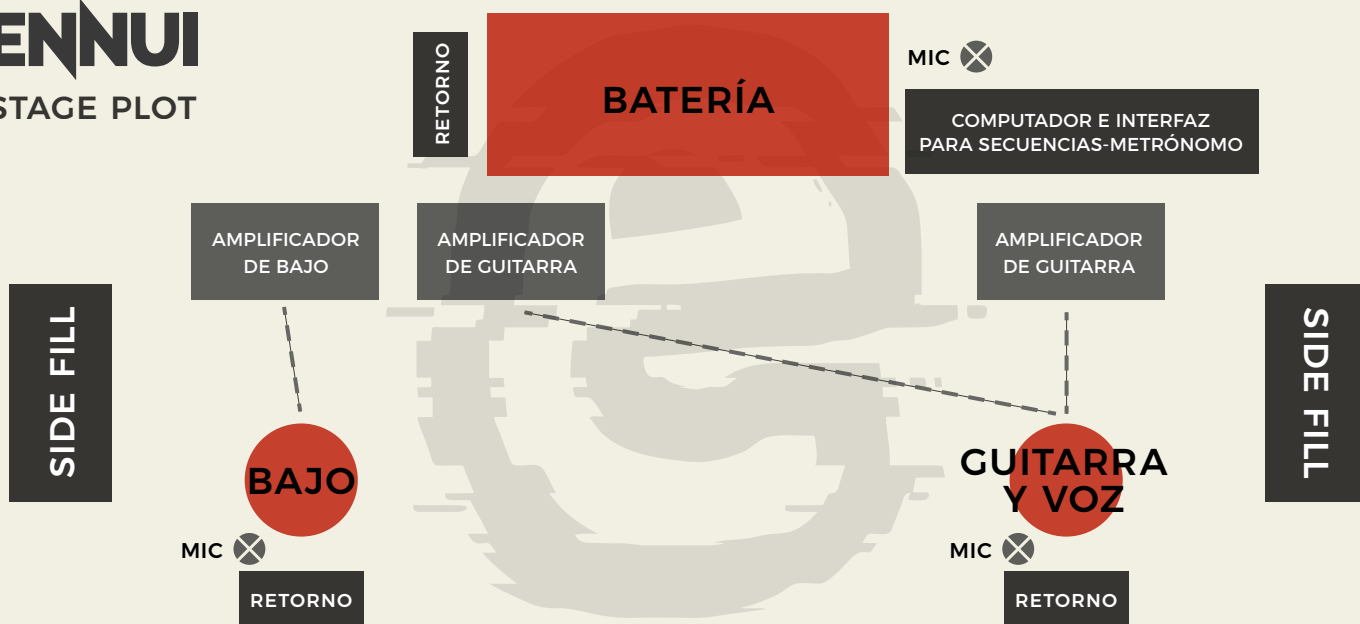 ENNUI
STAGE PLOT
RETORNO
BATERÍA
MIC
COMPUTADOR E INTERFAZ
PARA SECUENCIAS-METRÓNOMO
AMPLIFICADOR
DE BAJO
AMPLIFICADOR
DE GUITARRA
AMPLIFICADOR
DE GUITARRA
SIDE FILL
SIDE FILL
BAJO
GUITARRA
Y VOZ
MIC
MIC
RETORNO
RETORNO